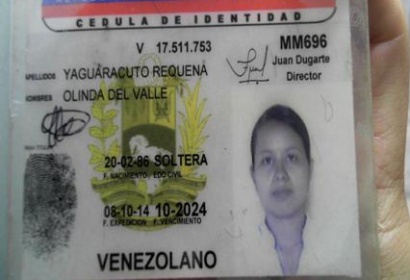 CEDULA DE IDENTIDAD
V 17.511.753
MM696
Juan Dugarte
Director
APELLIDOS YAGUARACUTO REQUENA
NOMBRES OLINDA DEL VALLE
20-02-86 SOLTERA
F. NACIMIENTO EDO CIVIL
08-10-14 10-2024
F. EXPEDICION F. VENCIMIENTO
VENEZOLANO